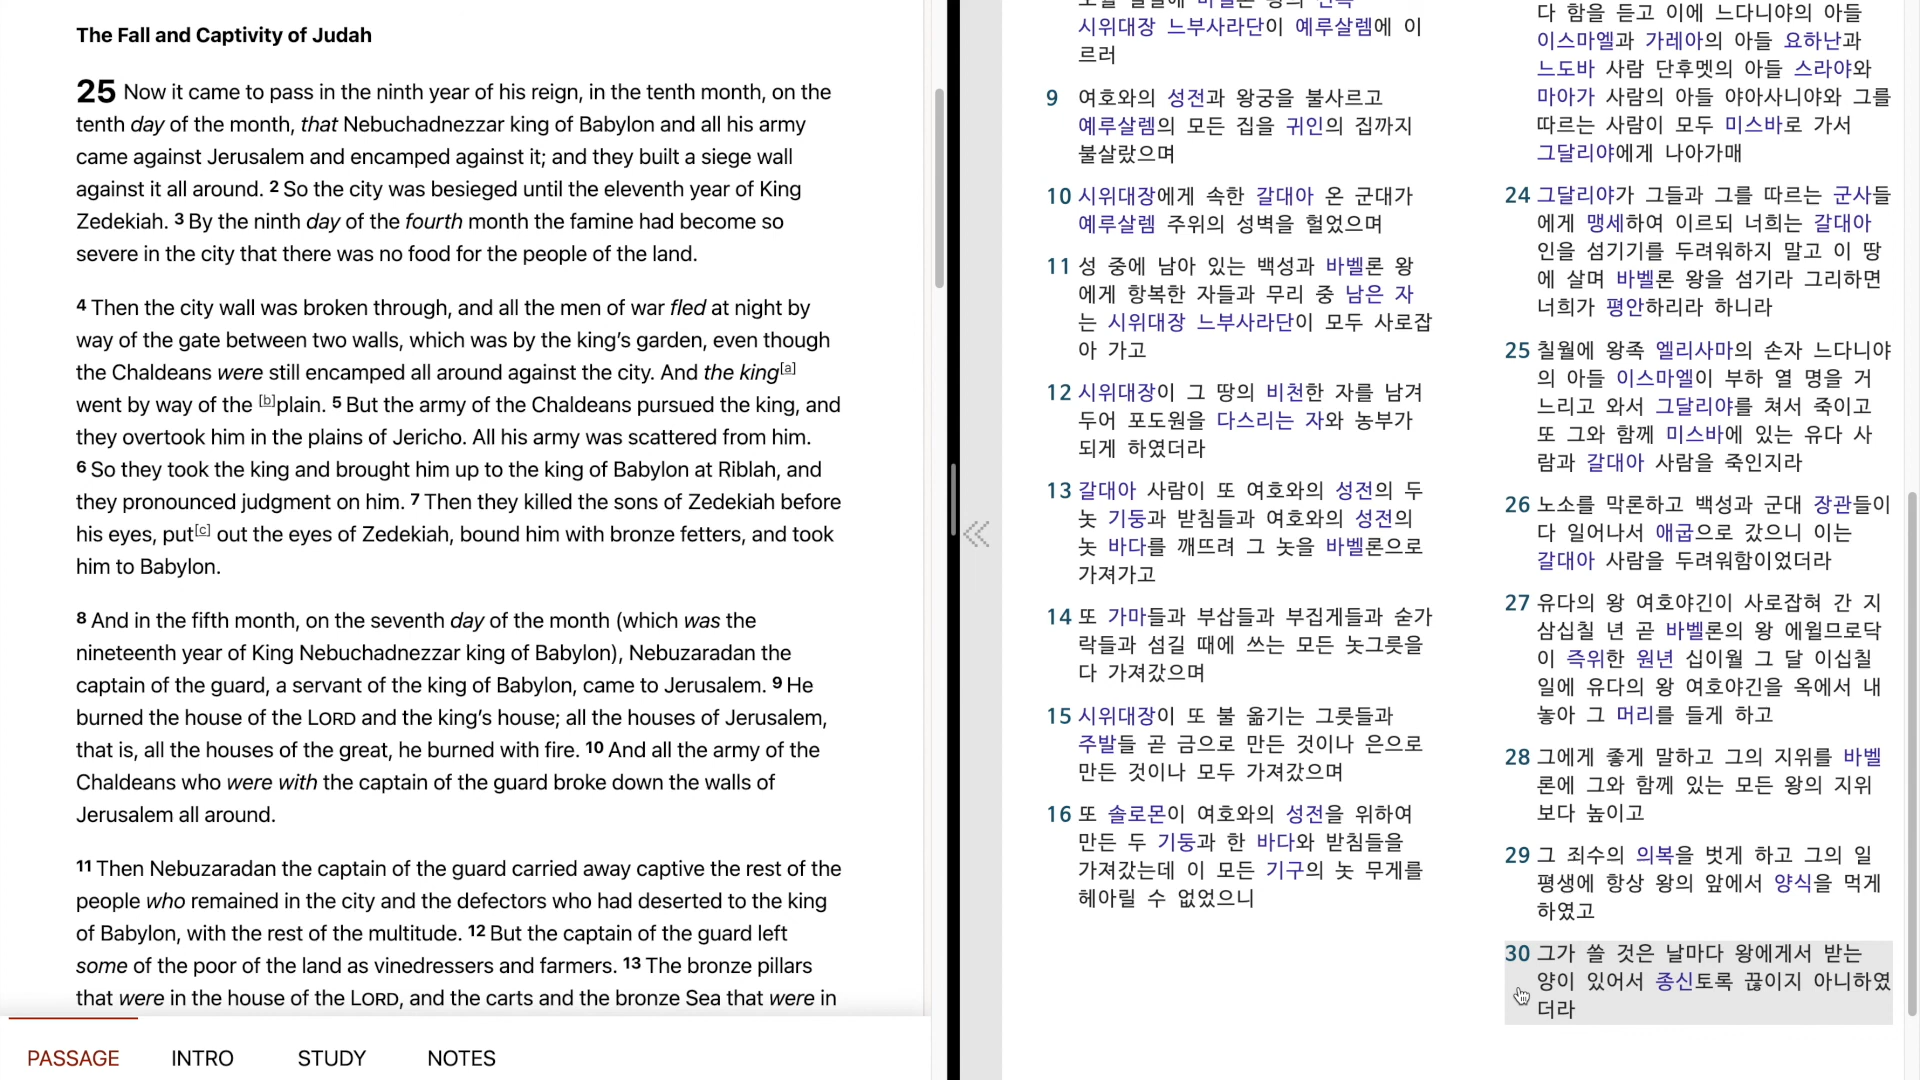 The Fall and Captivity of Judah
25 Now it came to pass in the ninth year of his reign, in the tenth month, on the
tenth day of the month, that Nebuchadnezzar king of Babylon and all his army
came against Jerusalem and encamped against it; and they built a siege wall
against it all around. 2 So the city was besieged until the eleventh year of King
Zedekiah. 3 By the ninth day of the fourth month the famine had become so
severe in the city that there was no food for the people of the land.
4 Then the city wall was broken through, and all the men of war fled at night by
way of the gate between two walls, which was by the king’s garden, even though
the Chaldeans were still encamped all around against the city. And the king[a]
went by way of the [b]plain. 5 But the army of the Chaldeans pursued the king, and
they overtook him in the plains of Jericho. All his army was scattered from him.
6 So they took the king and brought him up to the king of Babylon at Riblah, and
they pronounced judgment on him. 7 Then they killed the sons of Zedekiah before
his eyes, put[c] out the eyes of Zedekiah, bound him with bronze fetters, and took
him to Babylon.
8 And in the fifth month, on the seventh day of the month (which was the
nineteenth year of King Nebuchadnezzar king of Babylon), Nebuzaradan the
captain of the guard, a servant of the king of Babylon, came to Jerusalem. 9 He
burned the house of the LORD and the king’s house; all the houses of Jerusalem,
that is, all the houses of the great, he burned with fire. 10 And all the army of the
Chaldeans who were with the captain of the guard broke down the walls of
Jerusalem all around.
11 Then Nebuzaradan the captain of the guard carried away captive the rest of the
people who remained in the city and the defectors who had deserted to the king
of Babylon, with the rest of the multitude. 12 But the captain of the guard left
some of the poor of the land as vinedressers and farmers. 13 The bronze pillars
that were in the house of the LORD, and the carts and the bronze Sea that were in
PASSAGE INTRO STUDY NOTES
시위대장 느부사라단이 예루살렘에 이
르러
9 여호와의 성전과 왕궁을 불사르고
예루살렘의 모든 집을 귀인의 집까지
불살랐으며
10 시위대장에게 속한 갈대아 온 군대가
예루살렘 주위의 성벽을 헐었으며
11 성 중에 남아 있는 백성과 바벨론 왕
에게 항복한 자들과 무리 중 남은 자
는 시위대장 느부사라단이 모두 사로잡
아 가고
12 시위대장이 그 땅의 비천한 자를 남겨
두어 포도원을 다스리는 자와 농부가
되게 하였더라
13 갈대아 사람이 또 여호와의 성전의 두
놋 기둥과 받침들과 여호와의 성전의
놋 바다를 깨뜨려 그 놋을 바벨론으로
가져가고
14 또 가마들과 부삽들과 부집게들과 숟가
락들과 섬길 때에 쓰는 모든 놋그릇을
다 가져갔으며
15 시위대장이 또 불 옮기는 그릇들과
주발들 곧 금으로 만든 것이나 은으로
만든 것이나 모두 가져갔으며
16 또 솔로몬이 여호와의 성전을 위하여
만든 두 기둥과 한 바다와 받침들을
가져갔는데 이 모든 기구의 놋 무게를
헤아릴 수 없었으니
다 함을 듣고 이에 느다니야의 아들
이스마엘과 가레아의 아들 요하난과
느도바 사람 단후멧의 아들 스라야와
마아가 사람의 아들 야아사니야와 그를
따르는 사람이 모두 미스바로 가서
그달리야에게 나아가매
24 그달리야가 그들과 그를 따르는 군사들
에게 맹세하여 이르되 너희는 갈대아
인을 섬기기를 두려워하지 말고 이 땅
에 살며 바벨론 왕을 섬기라 그리하면
너희가 평안하리라 하니라
25 칠월에 왕족 엘리사마의 손자 느다니야
의 아들 이스마엘이 부하 열 명을 거
느리고 와서 그달리야를 쳐서 죽이고
또 그와 함께 미스바에 있는 유다 사
람과 갈대아 사람을 죽인지라
26 노소를 막론하고 백성과 군대 장관들이
다 일어나서 애굽으로 갔으니 이는
갈대아 사람을 두려워함이었더라
27 유다의 왕 여호야긴이 사로잡혀 간 지
삼십칠 년 곧 바벨론의 왕 에윌므로닥
이 즉위한 원년 십이월 그 달 이십칠
일에 유다의 왕 여호야긴을 옥에서 내
놓아 그 머리를 들게 하고
28 그에게 좋게 말하고 그의 지위를 바벨
론에 그와 함께 있는 모든 왕의 지위
보다 높이고
29 그 죄수의 의복을 벗게 하고 그의 일
평생에 항상 왕의 앞에서 양식을 먹게
하였고
30 그가 쓸 것은 날마다 왕에게서 받는
양이 있어서 종신토록 끊이지 아니하였
더라